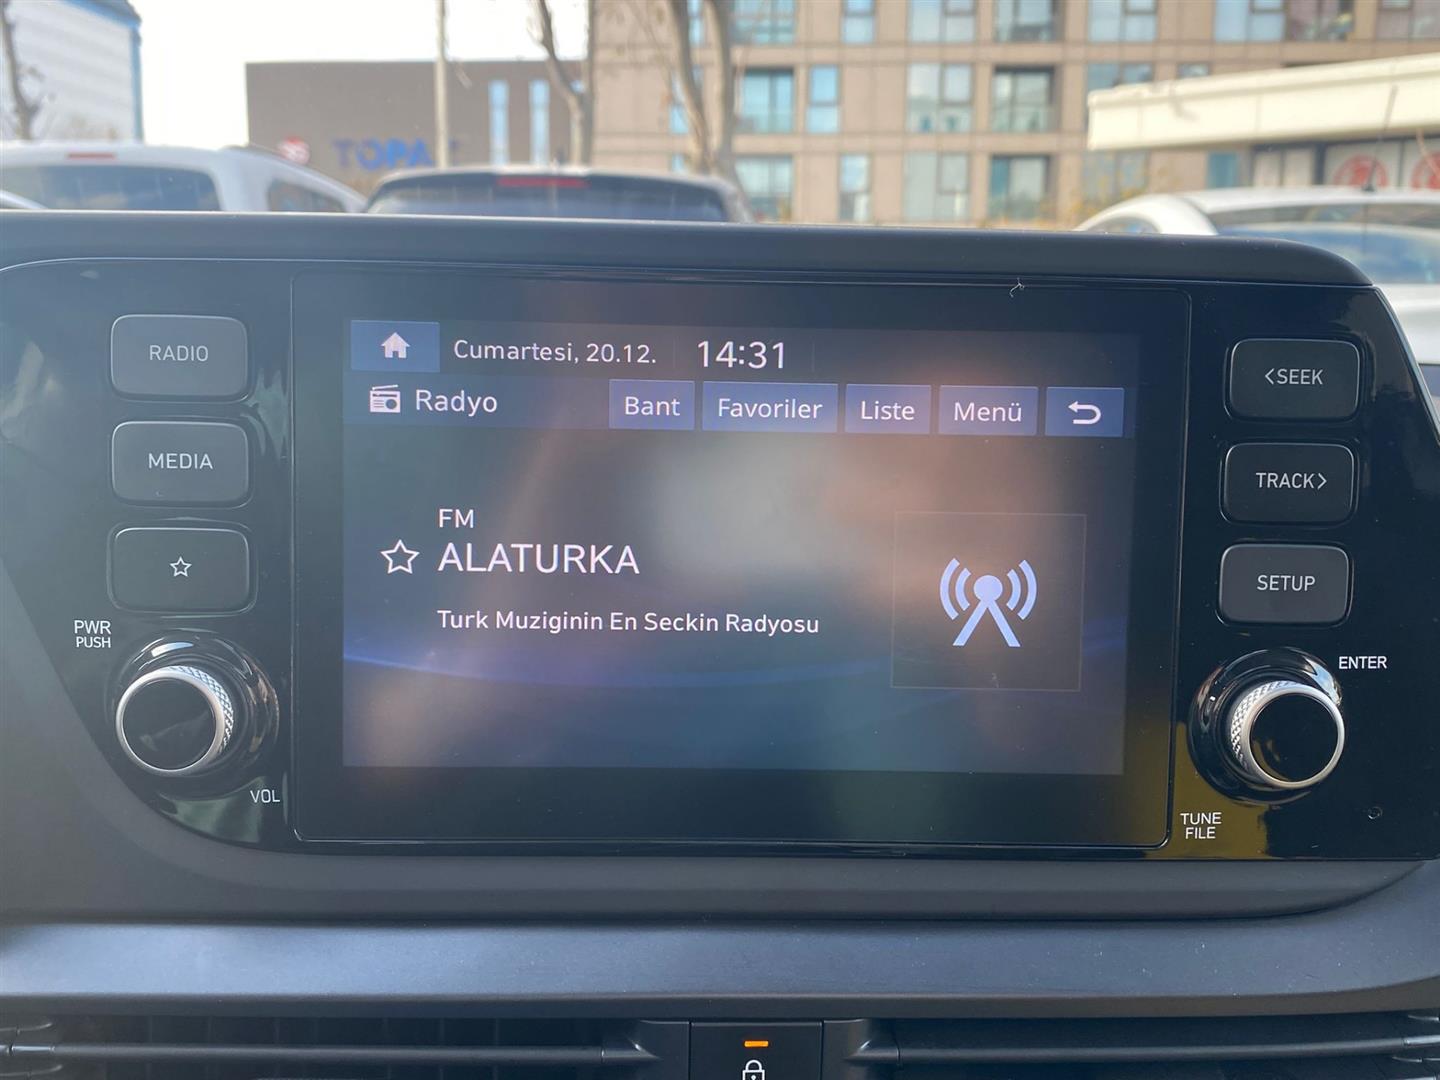 RADIO
MEDIA
PWR
PUSH
VOL
Cumartesi, 20.12. 14:31
Radyo Bant Favoriler Liste Menü
FM
ALATURKA
Turk Muziginin En Seckin Radyosu
<SEEK
TRACK>
SETUP
ENTER
TUNE
FILE